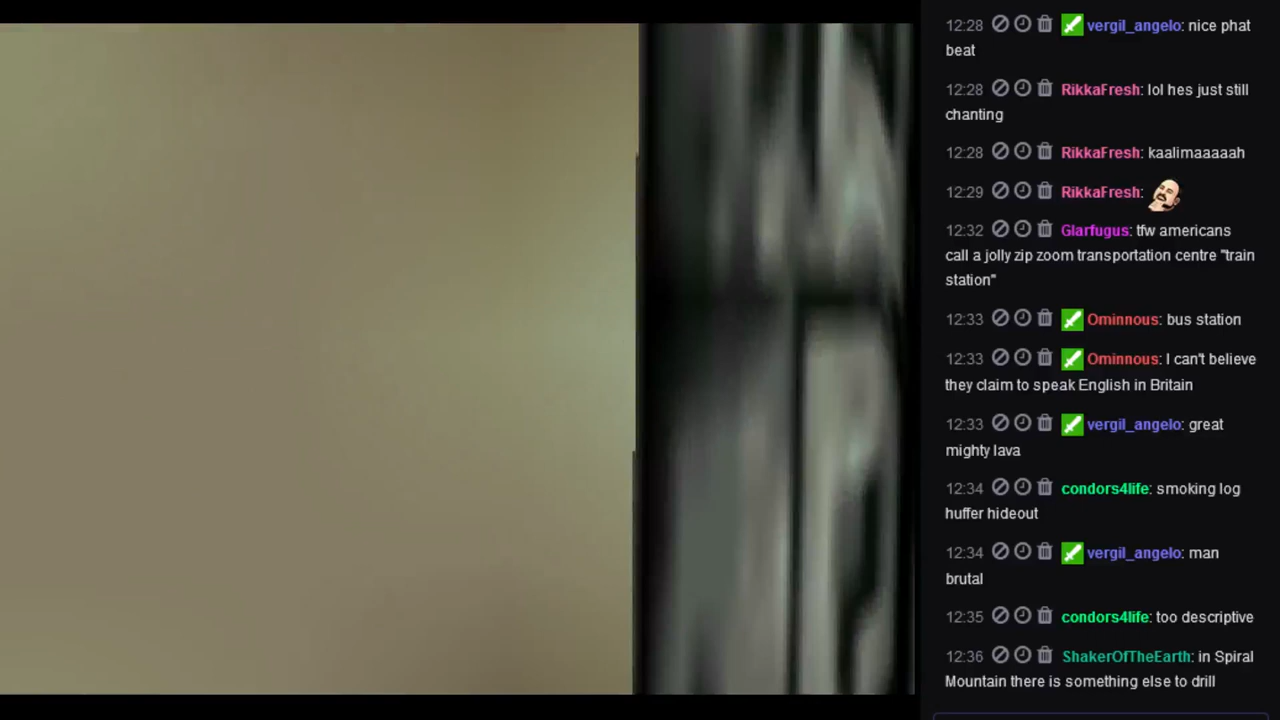 12:28 vergil_angelo: nice phat
beat
12:28 RikkaFresh: lol hes just still
chanting
12:28 RikkaFresh: kaalimaaaaah
12:29 RikkaFresh:
12:32 Glarfugus: tfw americans
call a jolly zip zoom transportation centre "train
station"
12:33 Ominnous: bus station
12:33 Ominnous: I can't believe
they claim to speak English in Britain
12:33 vergil_angelo: great
mighty lava
12:34 condors4life: smoking log
huffer hideout
12:34 vergil_angelo: man
brutal
12:35 condors4life: too descriptive
12:36 ShakerOfTheEarth: in Spiral
Mountain there is something else to drill